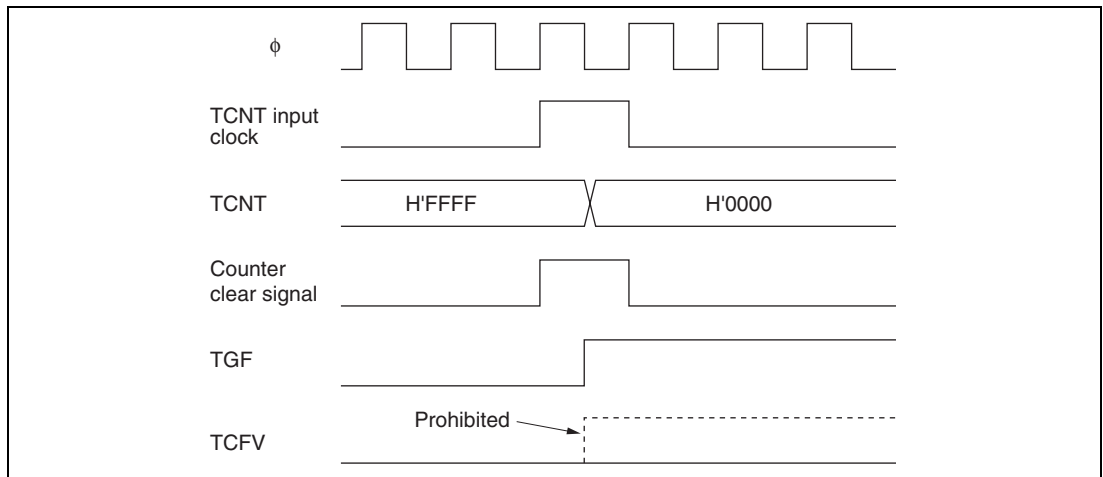 ϕ
TCNT input
clock
TCNT
H'FFFF
H'0000
Counter
clear signal
TGF
Prohibited
TCFV